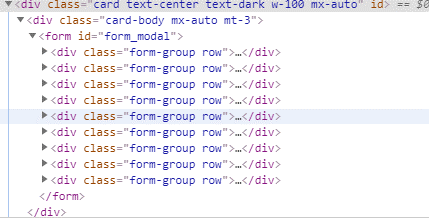 ▼<div class="card text-center text-dark w-100 mx-auto" id> == $0
▼<div class="card-body mx-auto mt-3">
▼<form id="form_modal">
▶<div class="form-group row">…</div>
▶<div class="form-group row">…</div>
▶<div class="form-group row">…</div>
▶<div class="form-group row">…</div>
▶<div class="form-group row">…</div>
▶<div class="form-group row">…</div>
▶<div class="form-group row">…</div>
▶<div class="form-group row">…</div>
▶<div class="form-group row">…</div>
</form>
</div>